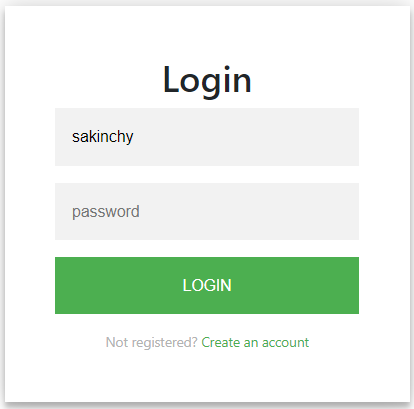 Login
sakinchy
password
LOGIN
Not registered? Create an account